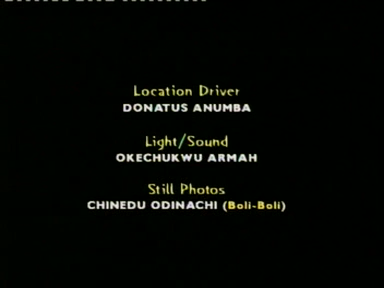 Location Driver
DONATUS ANUMBA
Light/Sound
OKECHUKWU ARMAH
Still Photos
CHINEDU ODINACHI (Boli-Boli)